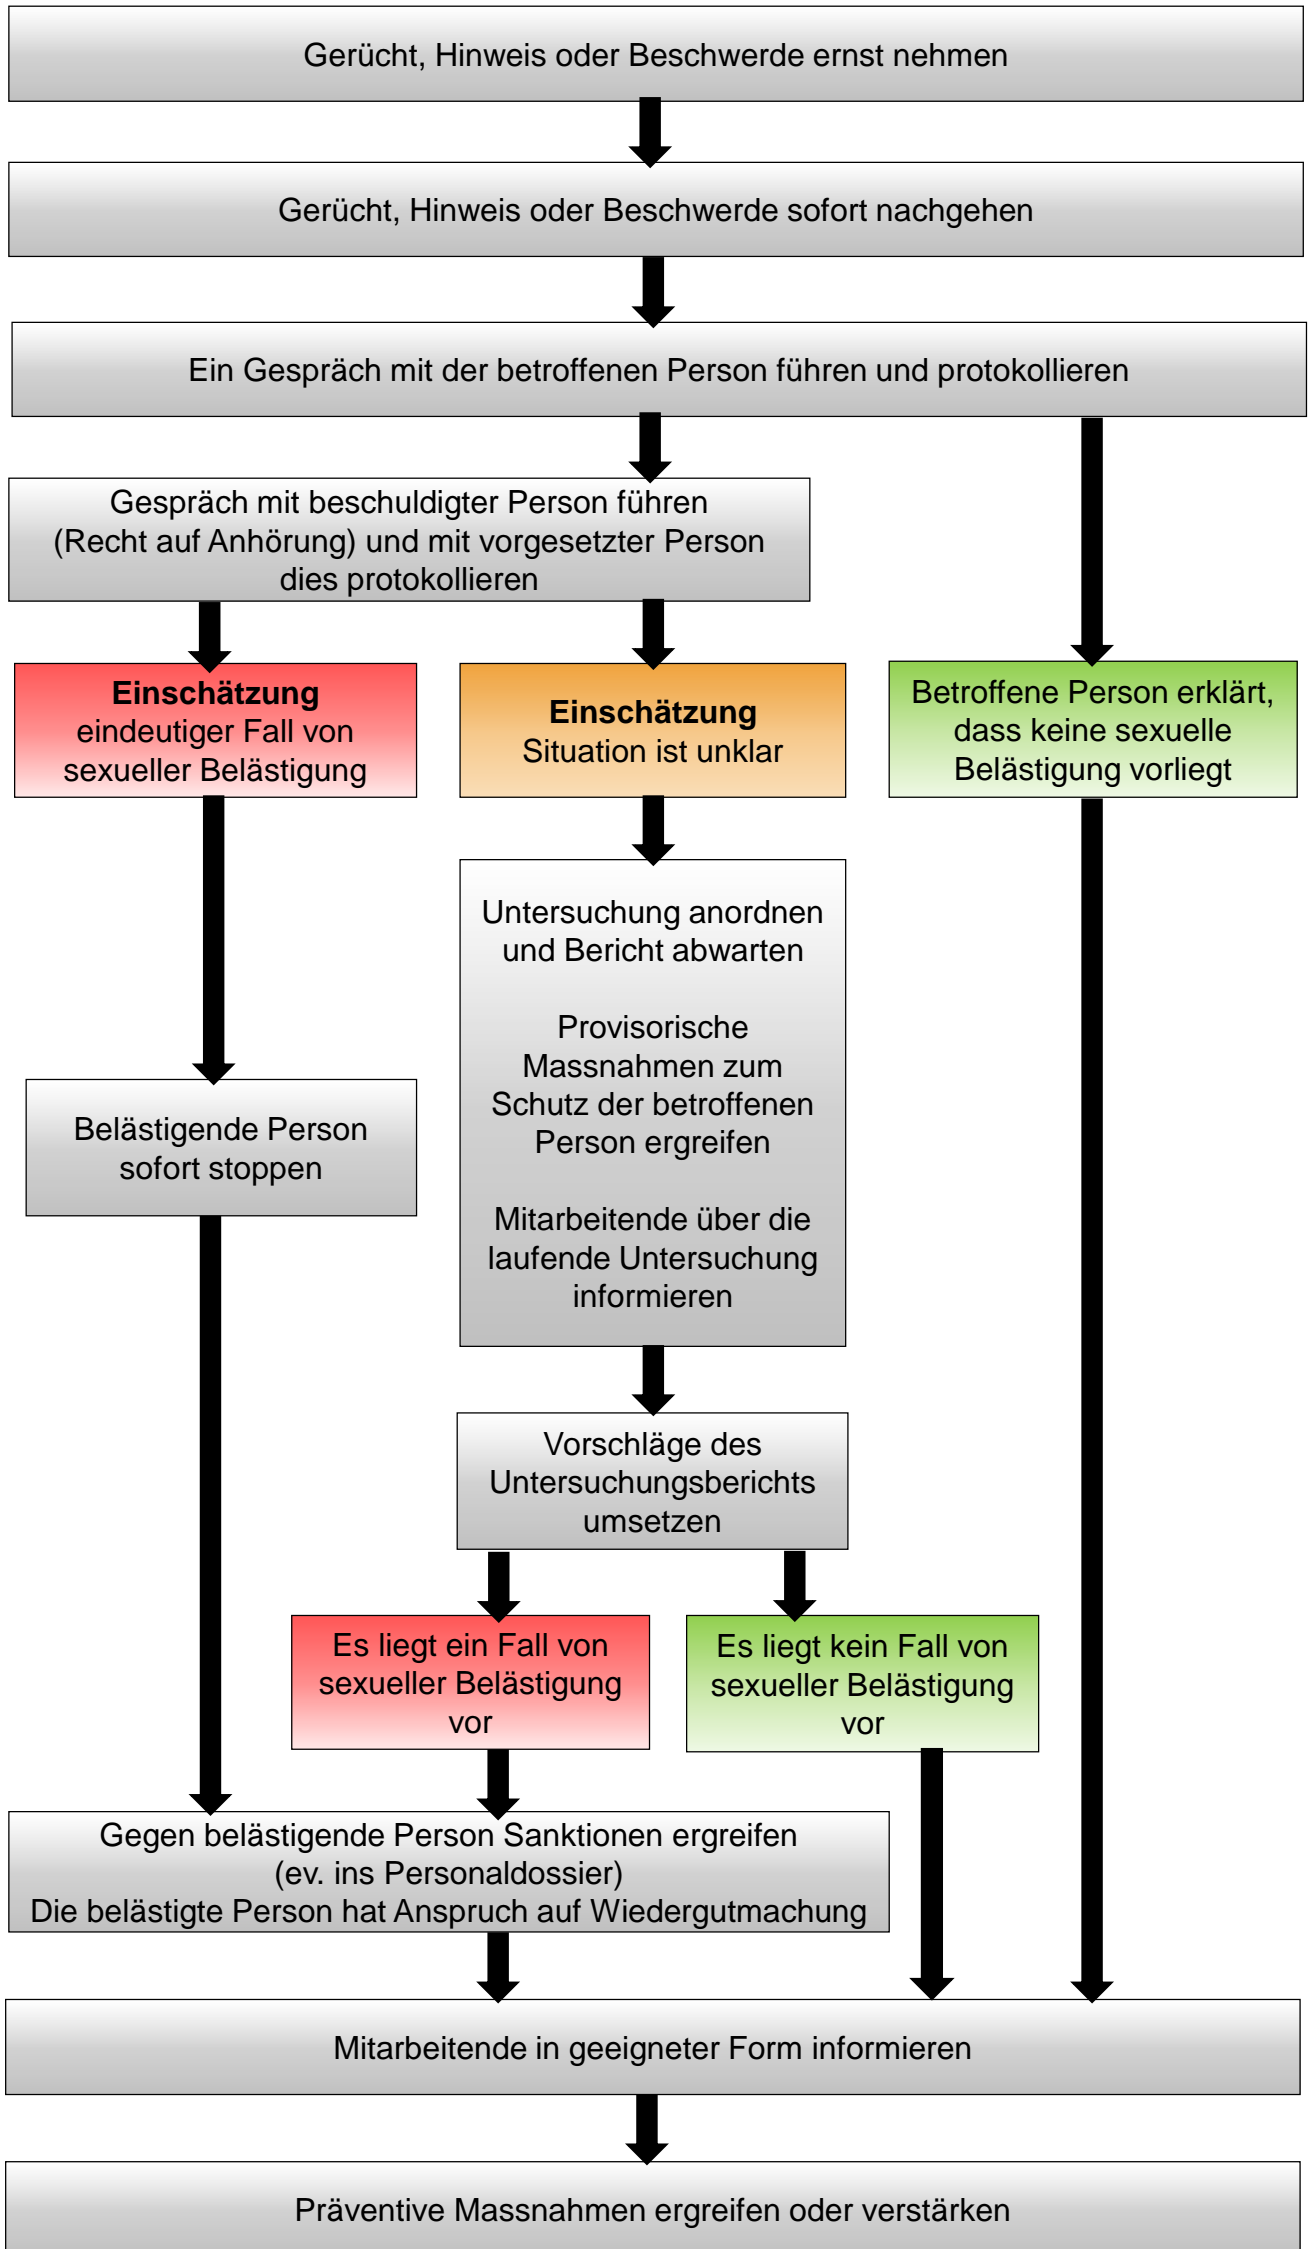 Gerücht, Hinweis oder Beschwerde ernst nehmen
Gerücht, Hinweis oder Beschwerde sofort nachgehen
Ein Gespräch mit der betroffenen Person führen und protokollieren
Gespräch mit beschuldigter Person führen
(Recht auf Anhörung) und mit vorgesetzter Person
dies protokollieren
Einschätzung
eindeutiger Fall von
sexueller Belästigung
Einschätzung
Situation ist unklar
Betroffene Person erklärt,
dass keine sexuelle
Belästigung vorliegt
Untersuchung anordnen
und Bericht abwarten
Provisorische
Massnahmen zum
Schutz der betroffenen
Person ergreifen
Mitarbeitende über die
laufende Untersuchung
informieren
Belästigende Person
sofort stoppen
Vorschläge des
Untersuchungsberichts
umsetzen
Es liegt ein Fall von
sexueller Belästigung
vor
Es liegt kein Fall von
sexueller Belästigung
vor
Gegen belästigende Person Sanktionen ergreifen
(ev. ins Personaldossier)
Die belästigte Person hat Anspruch auf Wiedergutmachung
Mitarbeitende in geeigneter Form informieren
Präventive Massnahmen ergreifen oder verstärken